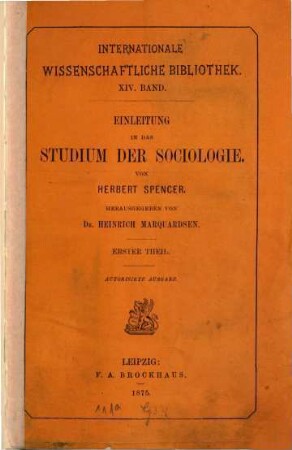 INTERNATIONALE
WISSENSCHAFTLICHE BIBLIOTHEK.
XIV. BAND.
EINLEITUNG
IN DAS
STUDIUM DER SOCIOLOGIE.
VON
HERBERT SPENCER.
HERAUSGEGEBEN VON
DR. HEINRICH MARQUARDSEN.
ERSTER THEIL.
AUTORISIRTE AUSGABE.
LEIPZIG:
F. A. BROCKHAUS.
1875.